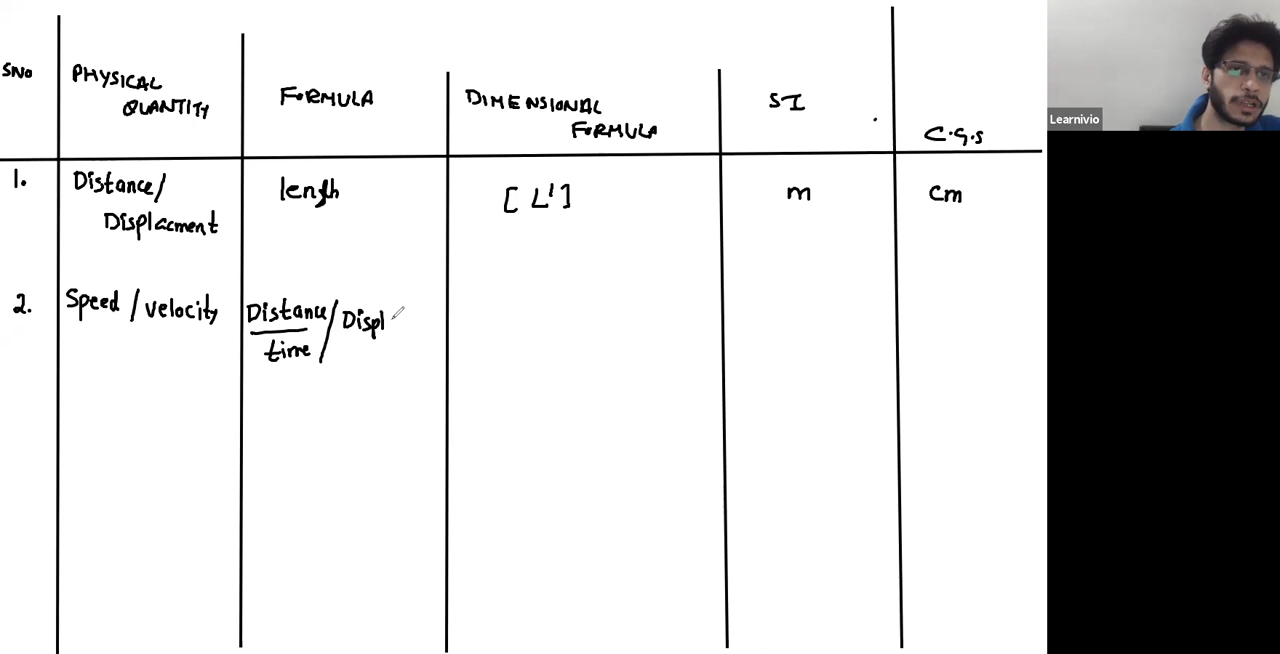 SNO
PHYSICAL
QUANTITY
FORMULA
DIMENSIONAL
FORMULA
SI
C.G.S
Learnivio
1.
Distance/
Displacment
length
[L¹]
m
cm
2.
Speed / velocity
Distance / Displ
time